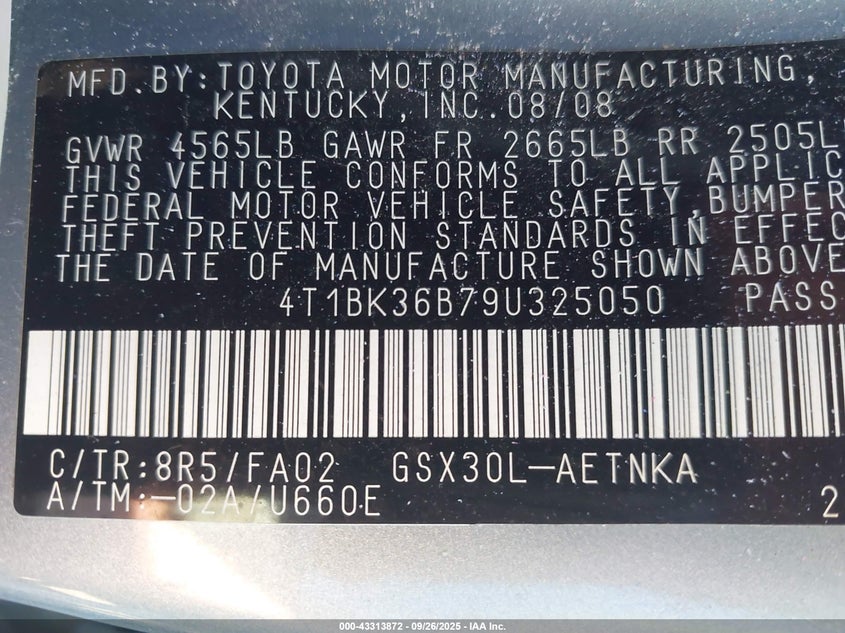 MFD.BY:TOYOTA MOTOR MANUFACTURING,
KENTUCKY,INC.08/08
GVWR 4565LB GAWR FR 2665LB RR 2505L
THIS VEHICLE CONFORMS TO ALL APPLIC
FEDERAL MOTOR VEHICLE SAFETY,BUMPER
THEFT PREVENTION STANDARDS IN EFFEC
THE DATE OF MANUFACTURE SHOWN ABOVE
4T1BK36B79U325050 PASS
C/TR:8R5/FA02 GSX30L-AETNKA
A/TM:-02A/U660E 2
000-43313872 - 09/26/2025 - IAA Inc.